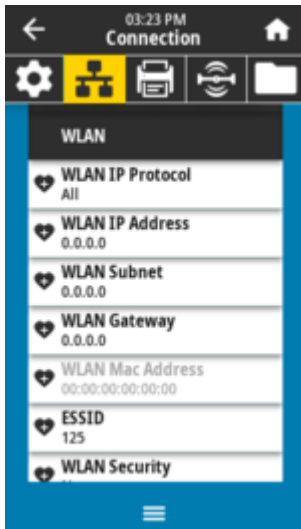 03:23 PM
Connection
WLAN
WLAN IP Protocol
All
WLAN IP Address
0.0.0.0
WLAN Subnet
0.0.0.0
WLAN Gateway
0.0.0.0
WLAN Mac Address
00:00:00:00:00:00
ESSID
125
WLAN Security